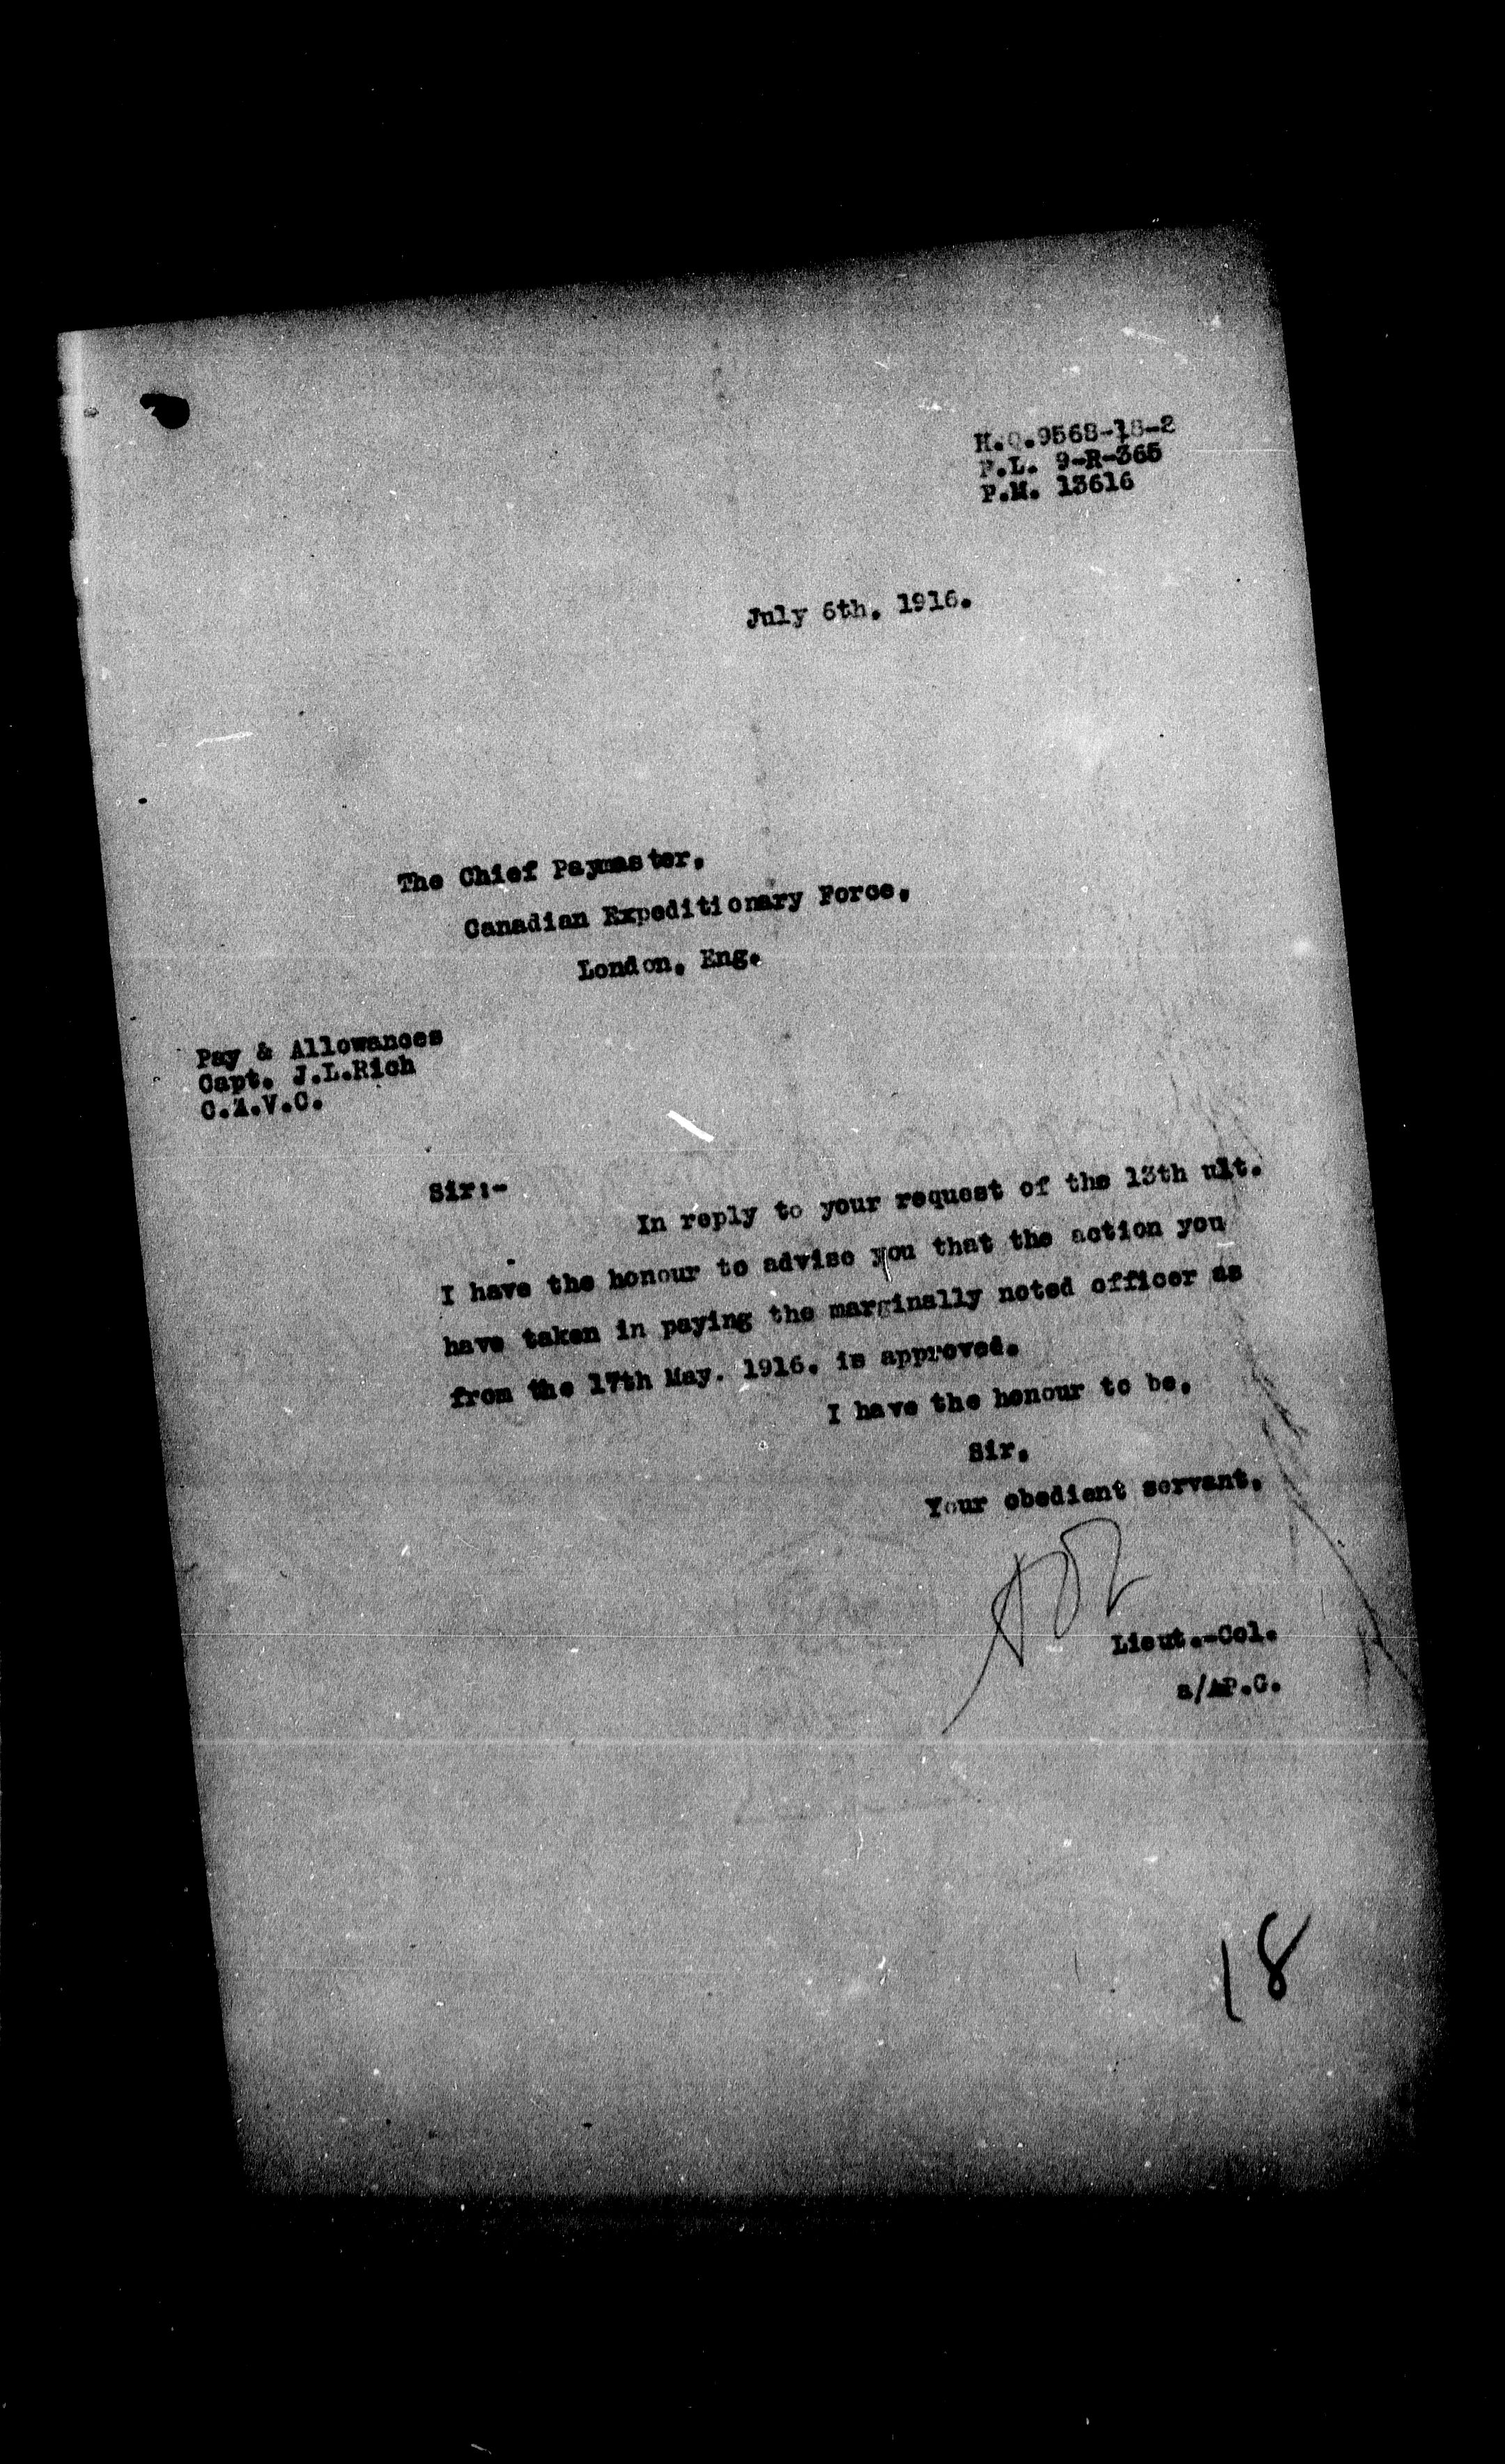 H.Q.9568-18-2
P.L. 9-R-365
P.M. 13616
July 6th. 1916.
The Chief Paymaster,
Canadian Expeditionary Force,
London, Eng.
Pay & Allowances
Capt. J.L.Rich
C.A.V.C.
Sir:-
In reply to your request of the 13th ult.
I have the honour to advise you that the action you
have taken in paying the marginally noted officer as
from the 17th May. 1916. is approved.
I have the honour to be,
Sir,
Your obedient servant,
Lieut.-Col.
a/AP.G.
18